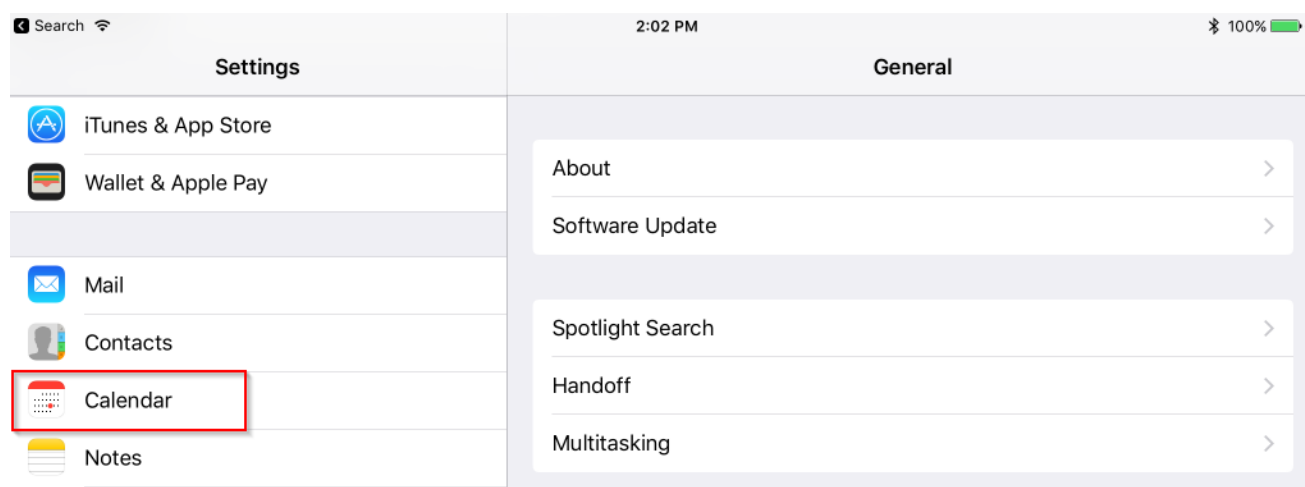 Search 2:02 PM 100%
Settings
General
iTunes & App Store
Wallet & Apple Pay
Mail
Contacts
Calendar
Notes
About
Software Update
Spotlight Search
Handoff
Multitasking